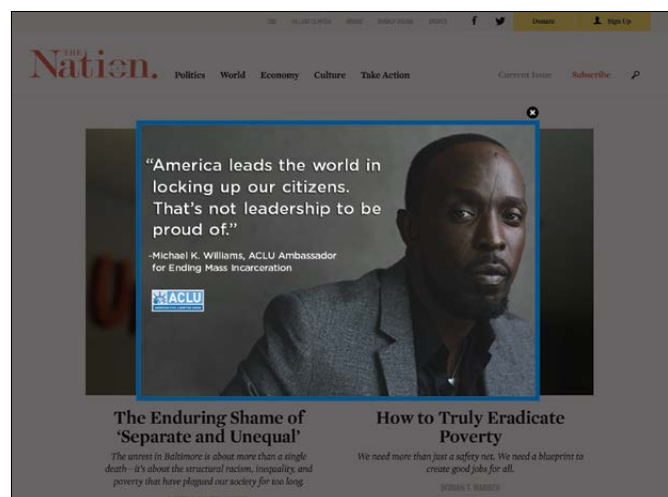 Donate
Sign Up
THE
Nation.
Politics World Economy Culture Take Action
Current Issue Subscribe
“America leads the world in
locking up our citizens.
That's not leadership to be
proud of.”
-Michael K. Williams, ACLU Ambassador
for Ending Mass Incarceration
ACLU
The Enduring Shame of
‘Separate and Unequal’
The unrest in Baltimore is about more than a single
death—it's about the structural racism, inequality, and
poverty that have plagued our society for too long.
How to Truly Eradicate
Poverty
We need more than just a safety net. We need a blueprint to
create good jobs for all.
DORIAN T. WARREN